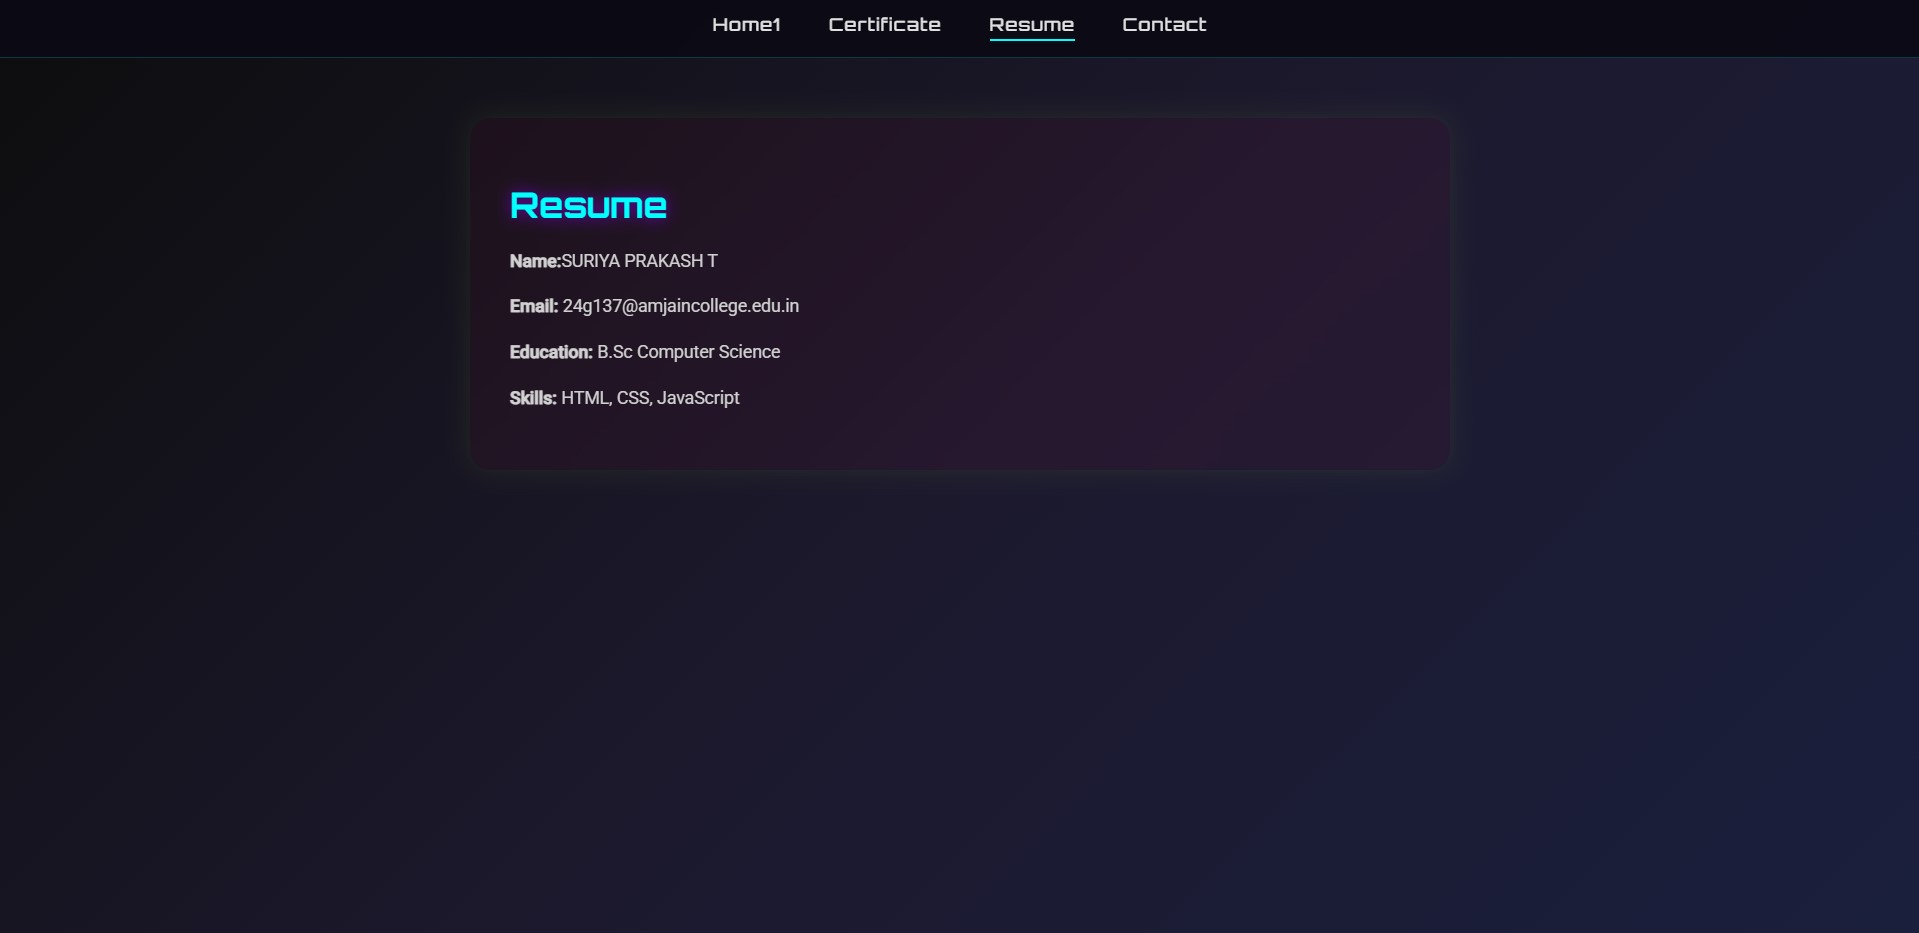 Home1 Certificate Resume Contact
Resume
Name:SURIYA PRAKASH T
Email: 24g137@amjaincollege.edu.in
Education: B.Sc Computer Science
Skills: HTML, CSS, JavaScript